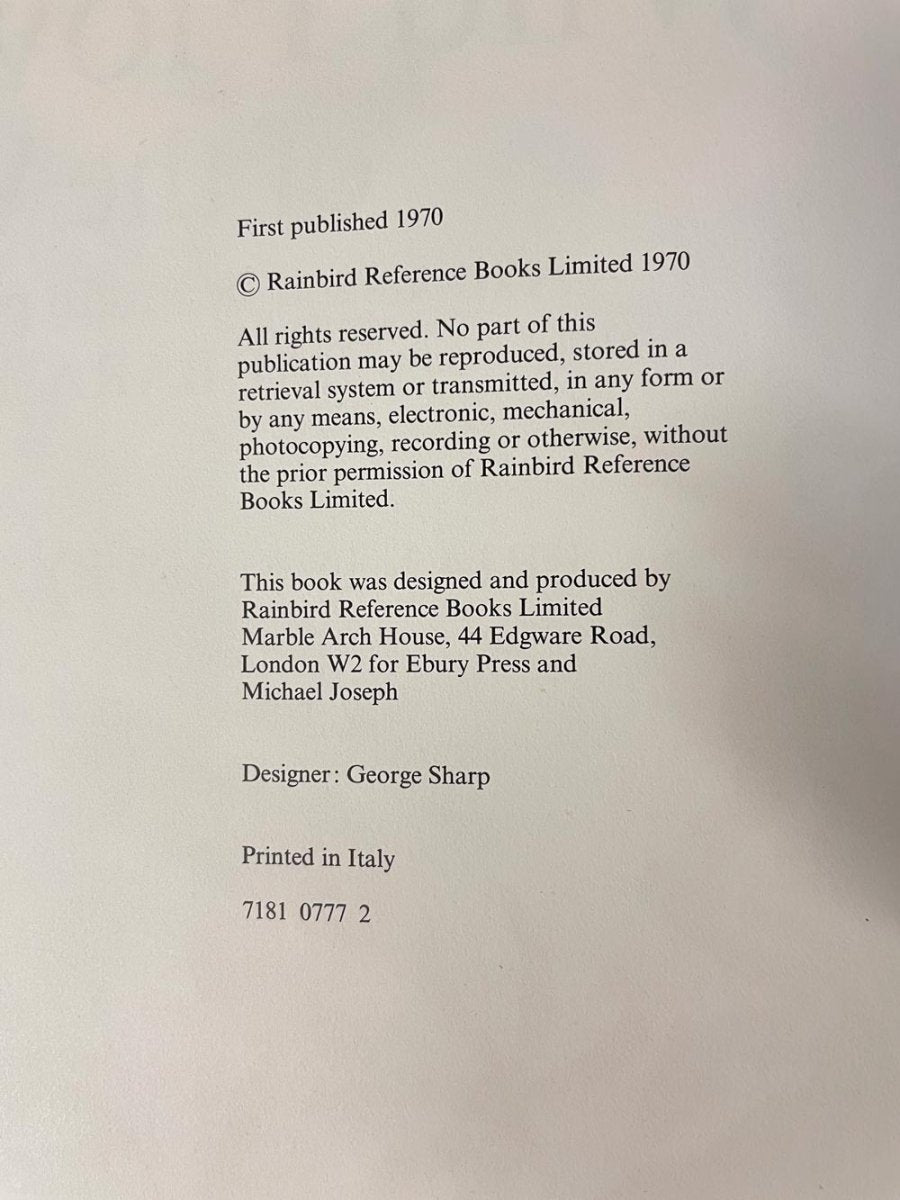 First published 1970
© Rainbird Reference Books Limited 1970
All rights reserved. No part of this
publication may be reproduced, stored in a
retrieval system or transmitted, in any form or
by any means, electronic, mechanical,
photocopying, recording or otherwise, without
the prior permission of Rainbird Reference
Books Limited.
This book was designed and produced by
Rainbird Reference Books Limited
Marble Arch House, 44 Edgware Road,
London W2 for Ebury Press and
Michael Joseph
Designer: George Sharp
Printed in Italy
7181 0777 2